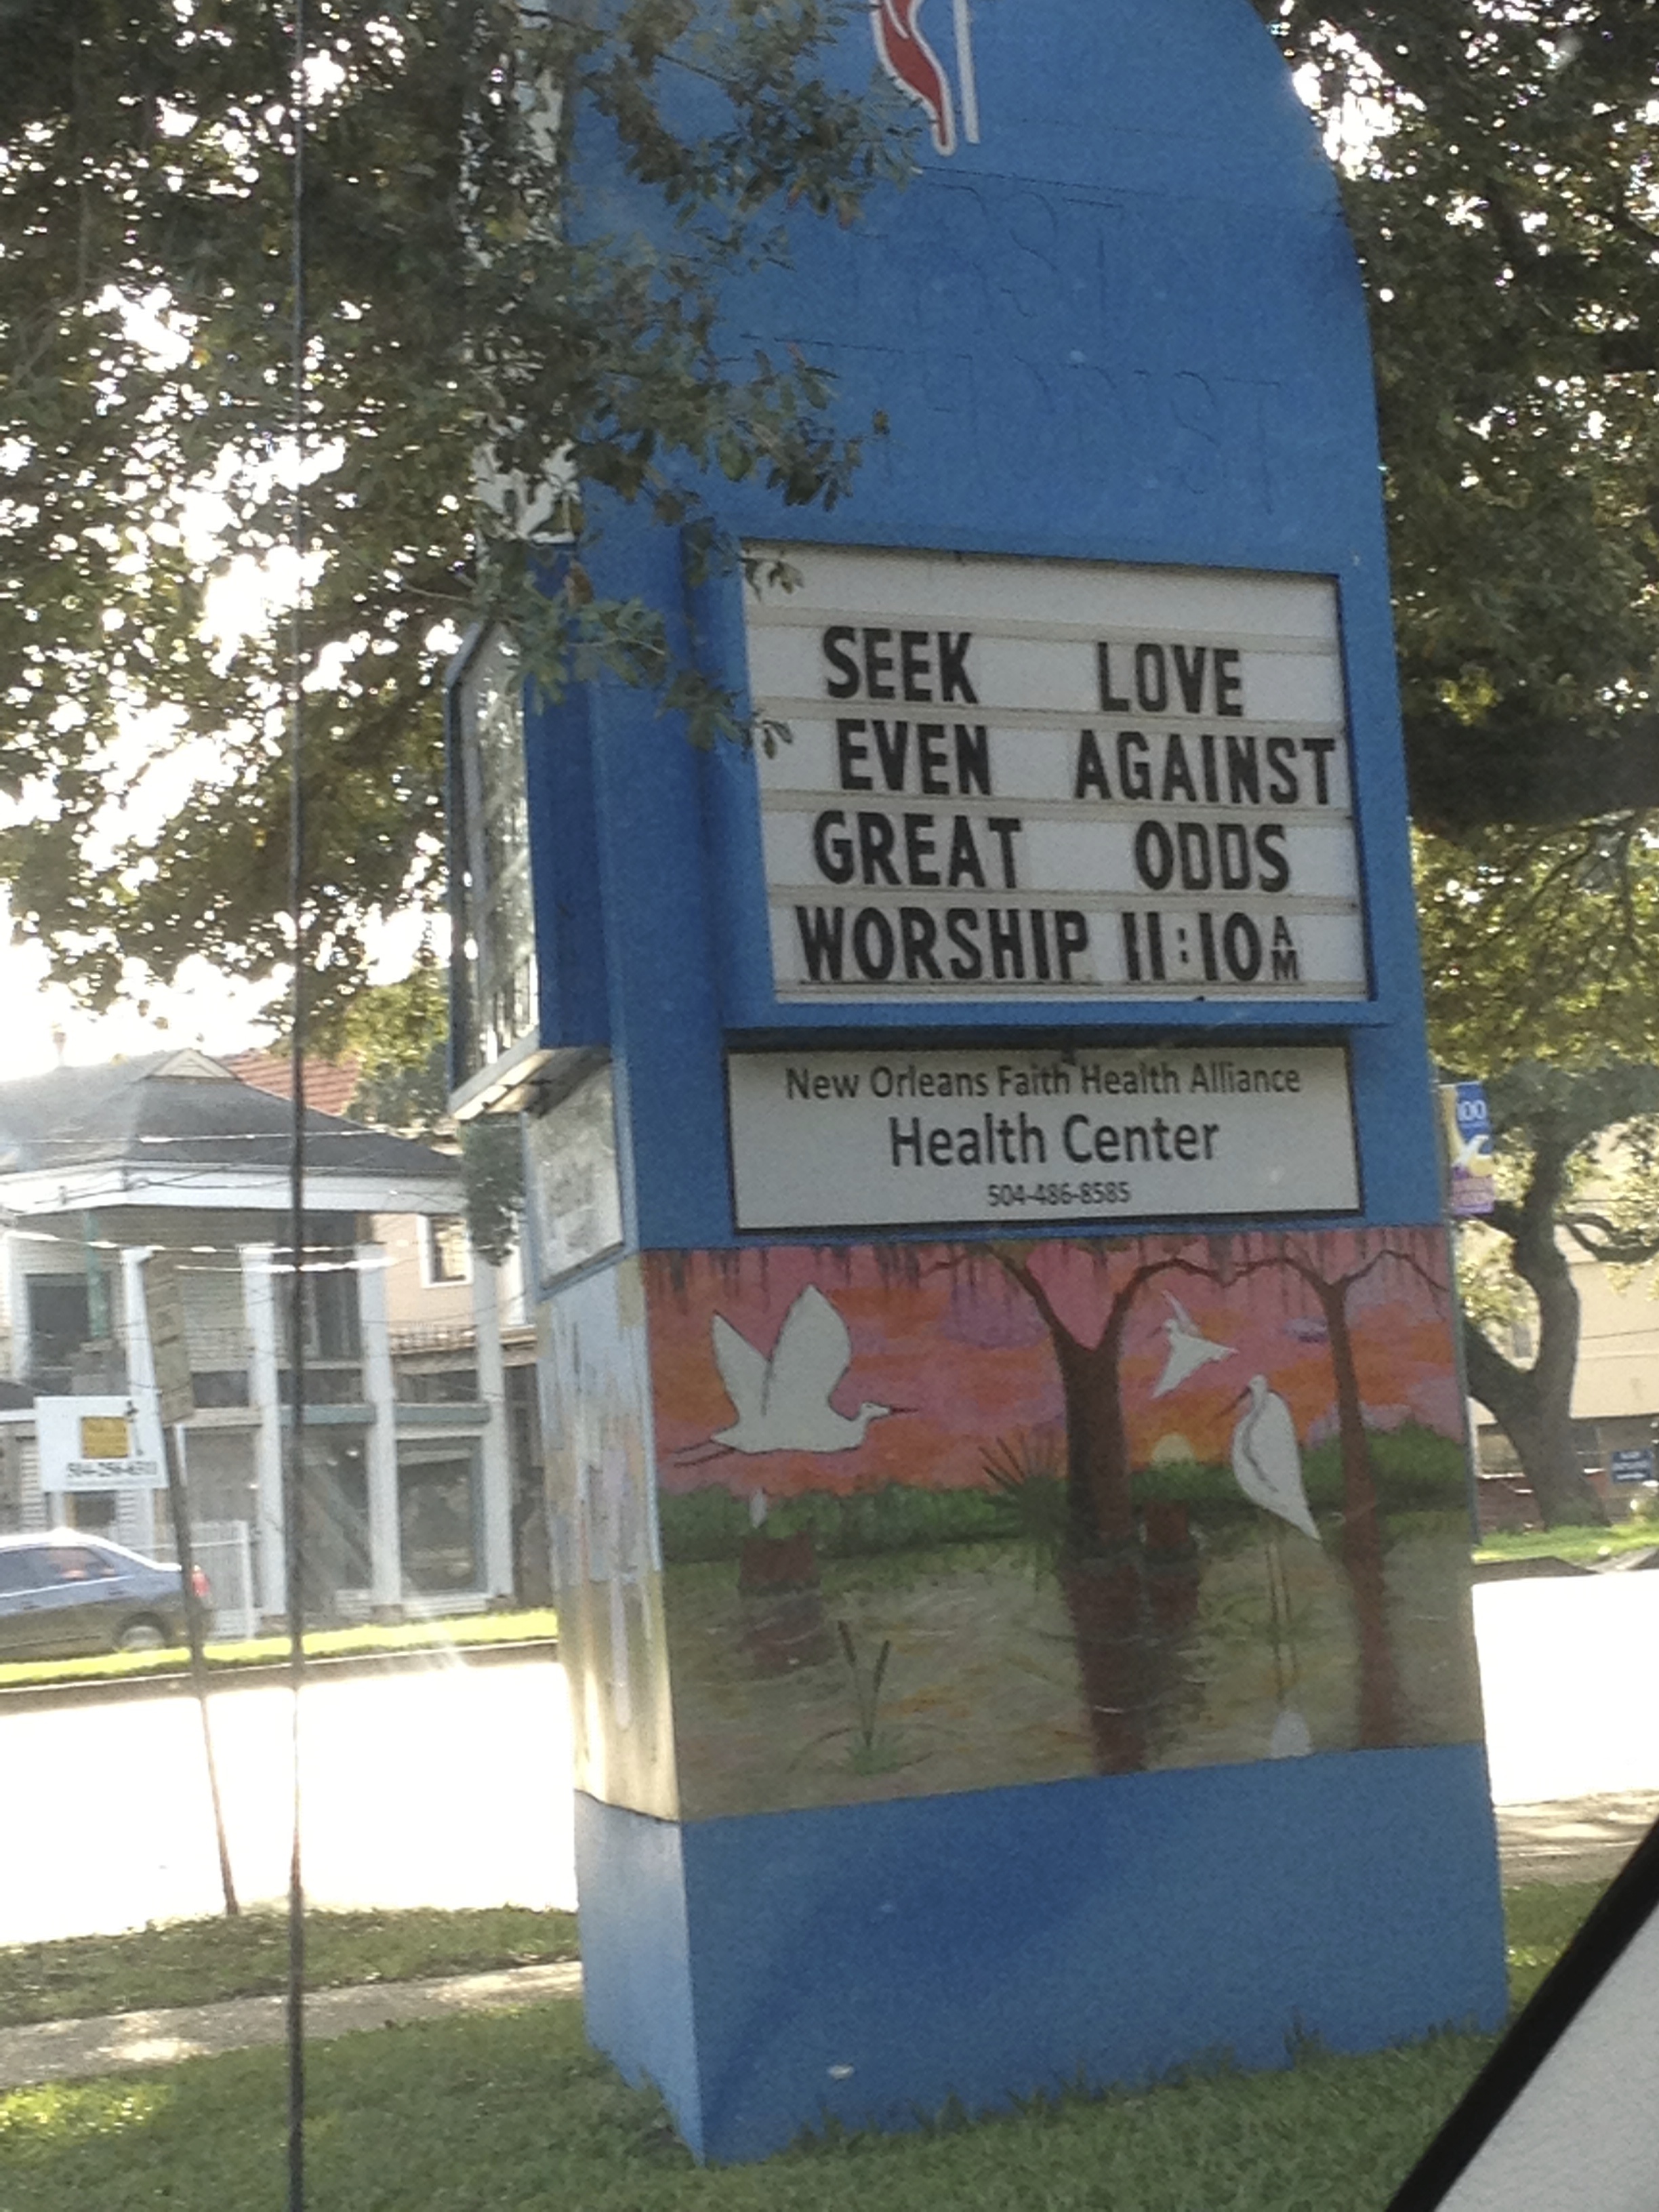 SEEK LOVE
EVEN AGAINST
GREAT ODDS
WORSHIP 11:10 AM
New Orleans Faith Health Alliance
Health Center
504-486-8585
100